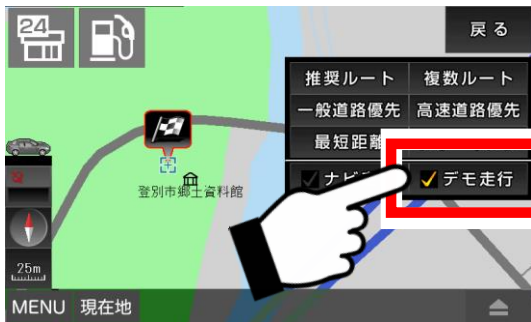 24
戻る
推奨ルート 複数ルート
一般道路優先 高速道路優先
最短距離
ナビ
デモ走行
登別市郷土資料館
25m
MENU 現在地